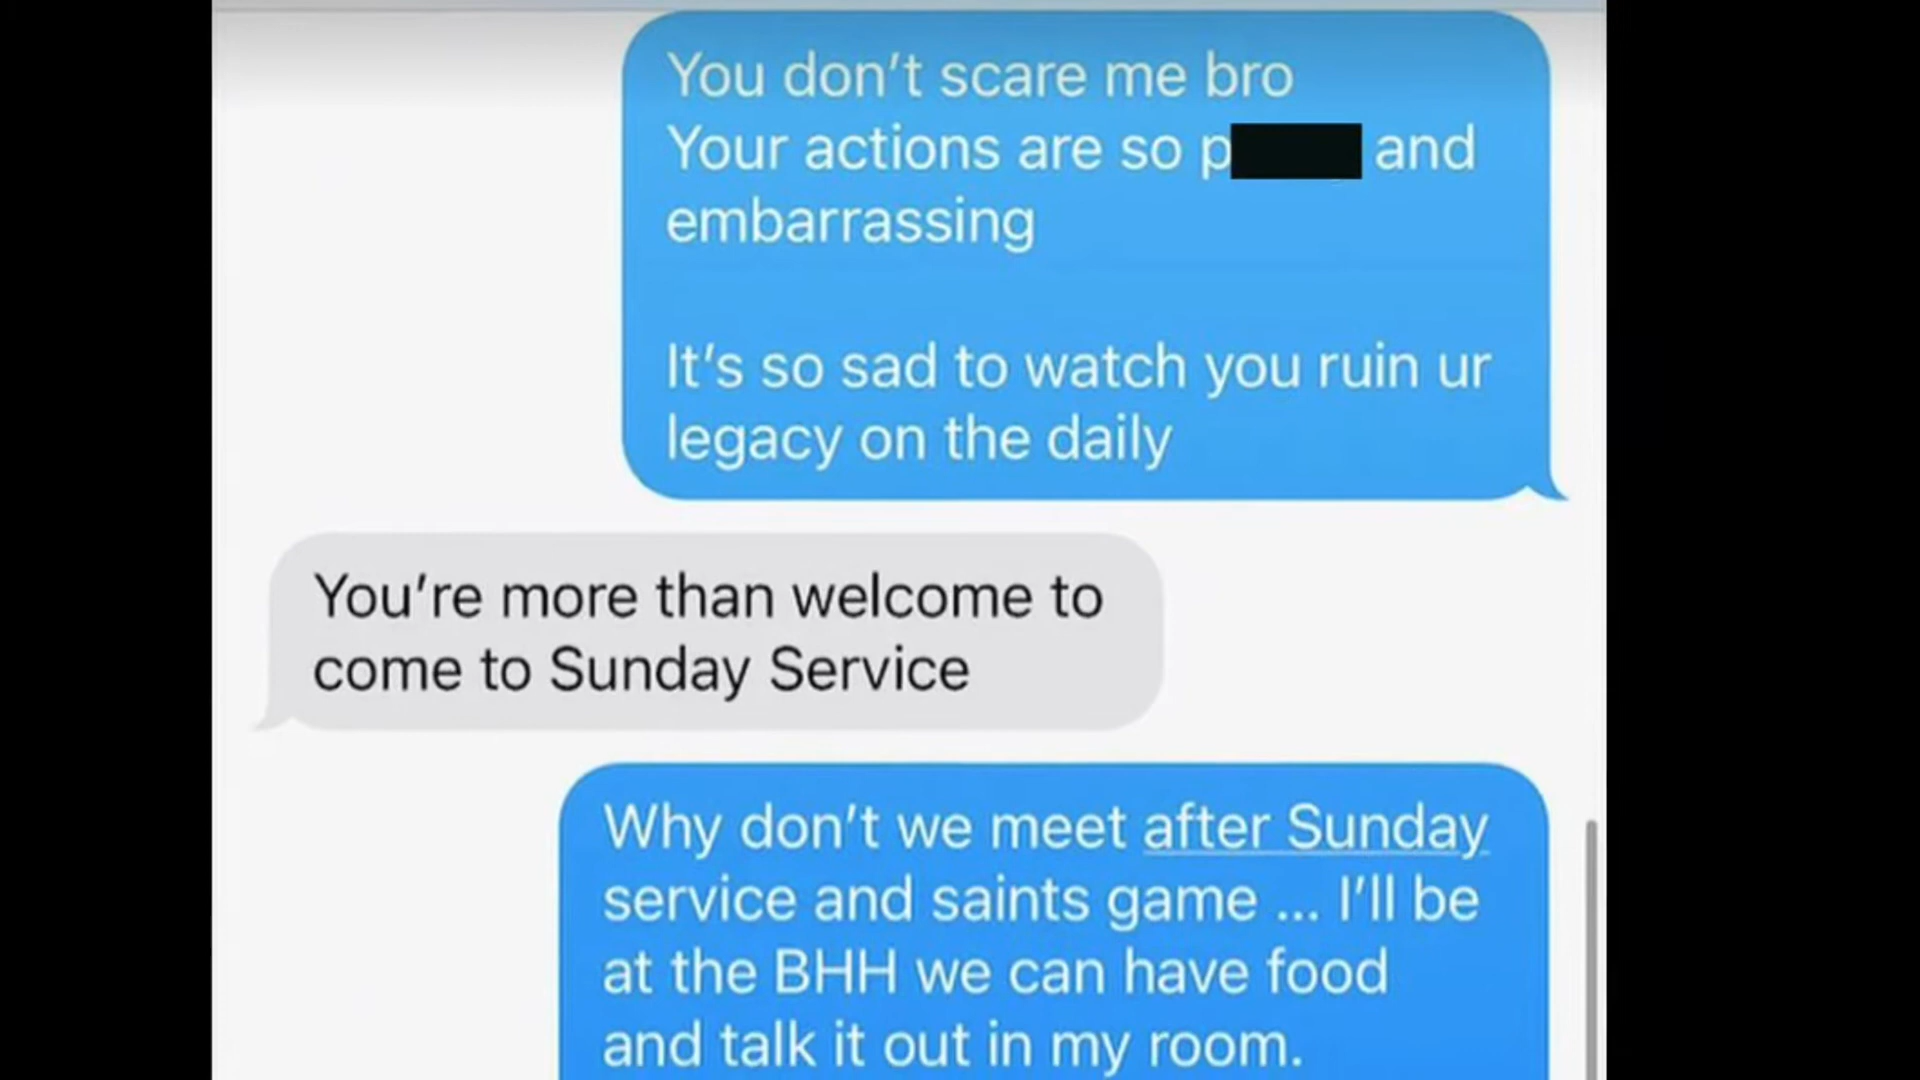 You don't scare me bro
Your actions are so p and
embarrassing
It's so sad to watch you ruin ur
legacy on the daily
You're more than welcome to
come to Sunday Service
Why don't we meet after Sunday
service and saints game ... I'll be
at the BHH we can have food
and talk it out in my room.